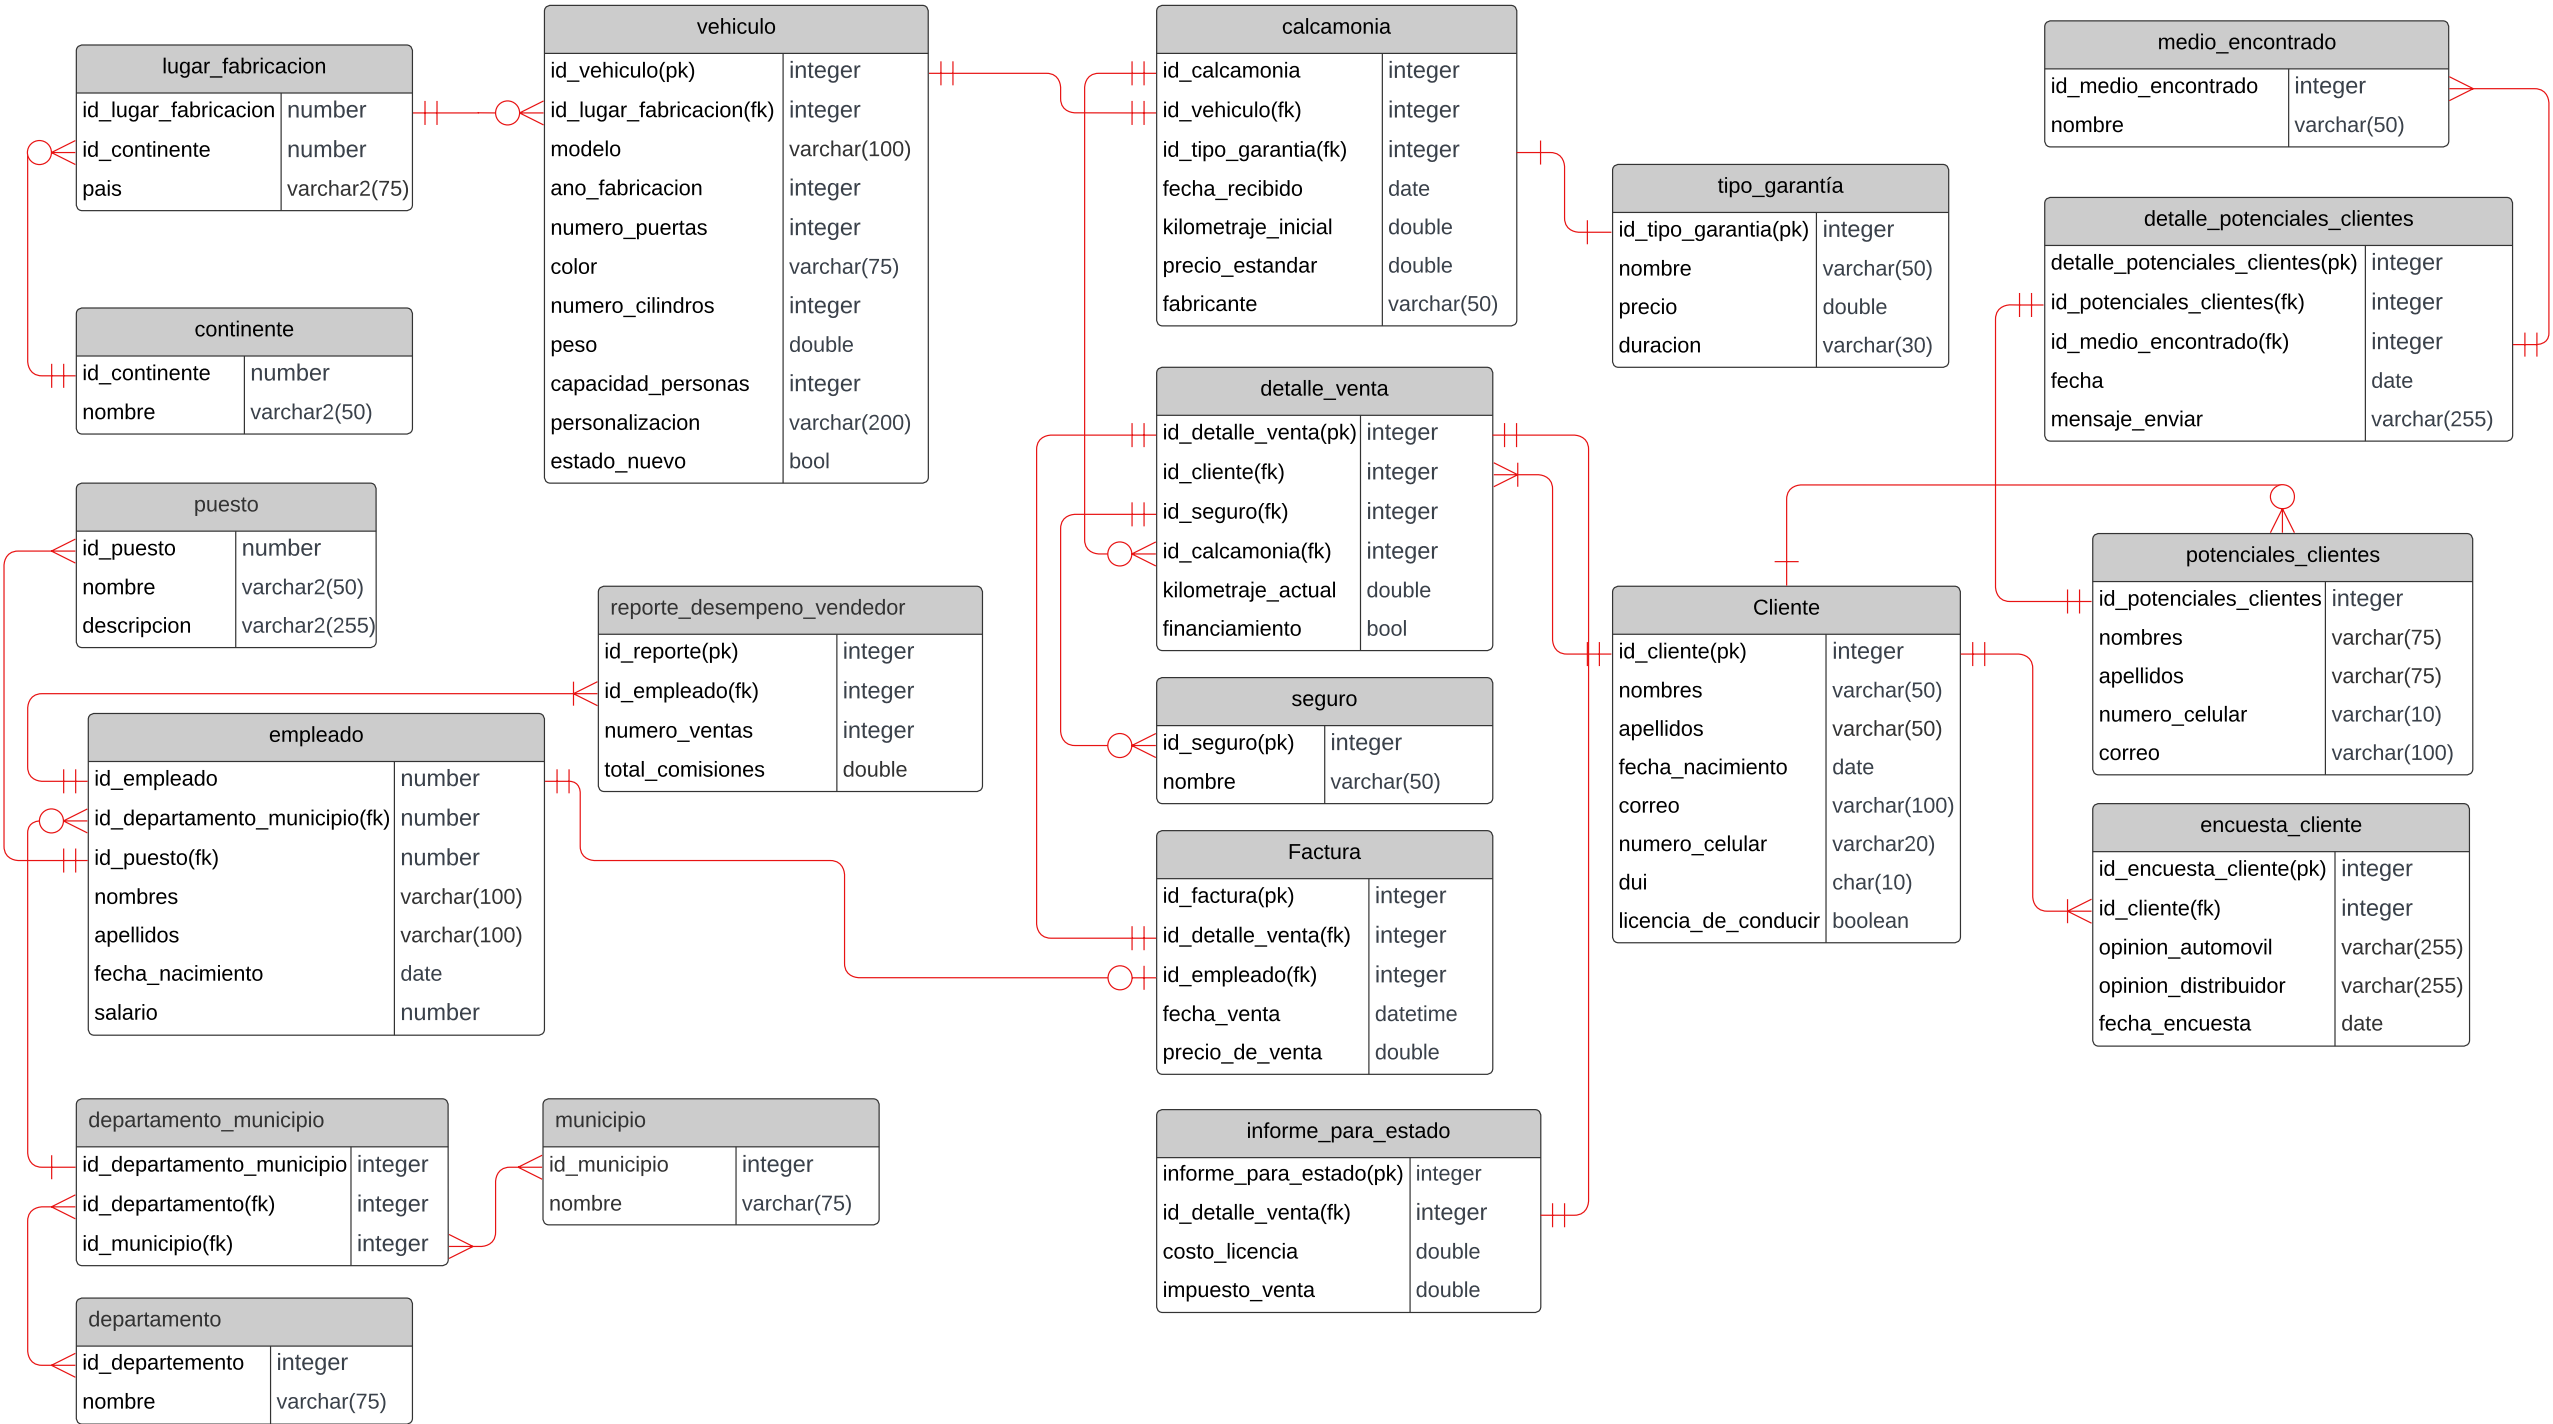 lugar_fabricacion
id_lugar_fabricacion number
id_continente number
pais varchar2(75)
continente
id_continente number
nombre varchar2(50)
puesto
id_puesto number
nombre varchar2(50)
descripcion varchar2(255)
empleado
id_empleado number
id_departamento_municipio(fk) number
id_puesto(fk) number
nombres varchar(100)
apellidos varchar(100)
fecha_nacimiento date
salario number
departamento_municipio
id_departamento_municipio integer
id_departamento(fk) integer
id_municipio(fk) integer
departamento
id_departemento integer
nombre varchar(75)
vehiculo
id_vehiculo(pk) integer
id_lugar_fabricacion(fk) integer
modelo varchar(100)
ano_fabricacion integer
numero_puertas integer
color varchar(75)
numero_cilindros integer
peso double
capacidad_personas integer
personalizacion varchar(200)
estado_nuevo bool
reporte_desempeno_vendedor
id_reporte(pk) integer
id_empleado(fk) integer
numero_ventas integer
total_comisiones double
municipio
id_municipio integer
nombre varchar(75)
calcamonia
id_calcamonia integer
id_vehiculo(fk) integer
id_tipo_garantia(fk) integer
fecha_recibido date
kilometraje_inicial double
precio_estandar double
fabricante varchar(50)
detalle_venta
id_detalle_venta(pk) integer
id_cliente(fk) integer
id_seguro(fk) integer
id_calcamonia(fk) integer
kilometraje_actual double
financiamiento bool
seguro
id_seguro(pk) integer
nombre varchar(50)
Factura
id_factura(pk) integer
id_detalle_venta(fk) integer
id_empleado(fk) integer
fecha_venta datetime
precio_de_venta double
informe_para_estado
informe_para_estado(pk) integer
id_detalle_venta(fk) integer
costo_licencia double
impuesto_venta double
tipo_garantía
id_tipo_garantia(pk) integer
nombre varchar(50)
precio double
duracion varchar(30)
Cliente
id_cliente(pk) integer
nombres varchar(50)
apellidos varchar(50)
fecha_nacimiento date
correo varchar(100)
numero_celular varchar20)
dui char(10)
licencia_de_conducir boolean
medio_encontrado
id_medio_encontrado integer
nombre varchar(50)
detalle_potenciales_clientes
detalle_potenciales_clientes(pk) integer
id_potenciales_clientes(fk) integer
id_medio_encontrado(fk) integer
fecha date
mensaje_enviar varchar(255)
potenciales_clientes
id_potenciales_clientes integer
nombres varchar(75)
apellidos varchar(75)
numero_celular varchar(10)
correo varchar(100)
encuesta_cliente
id_encuesta_cliente(pk) integer
id_cliente(fk) integer
opinion_automovil varchar(255)
opinion_distribuidor varchar(255)
fecha_encuesta date